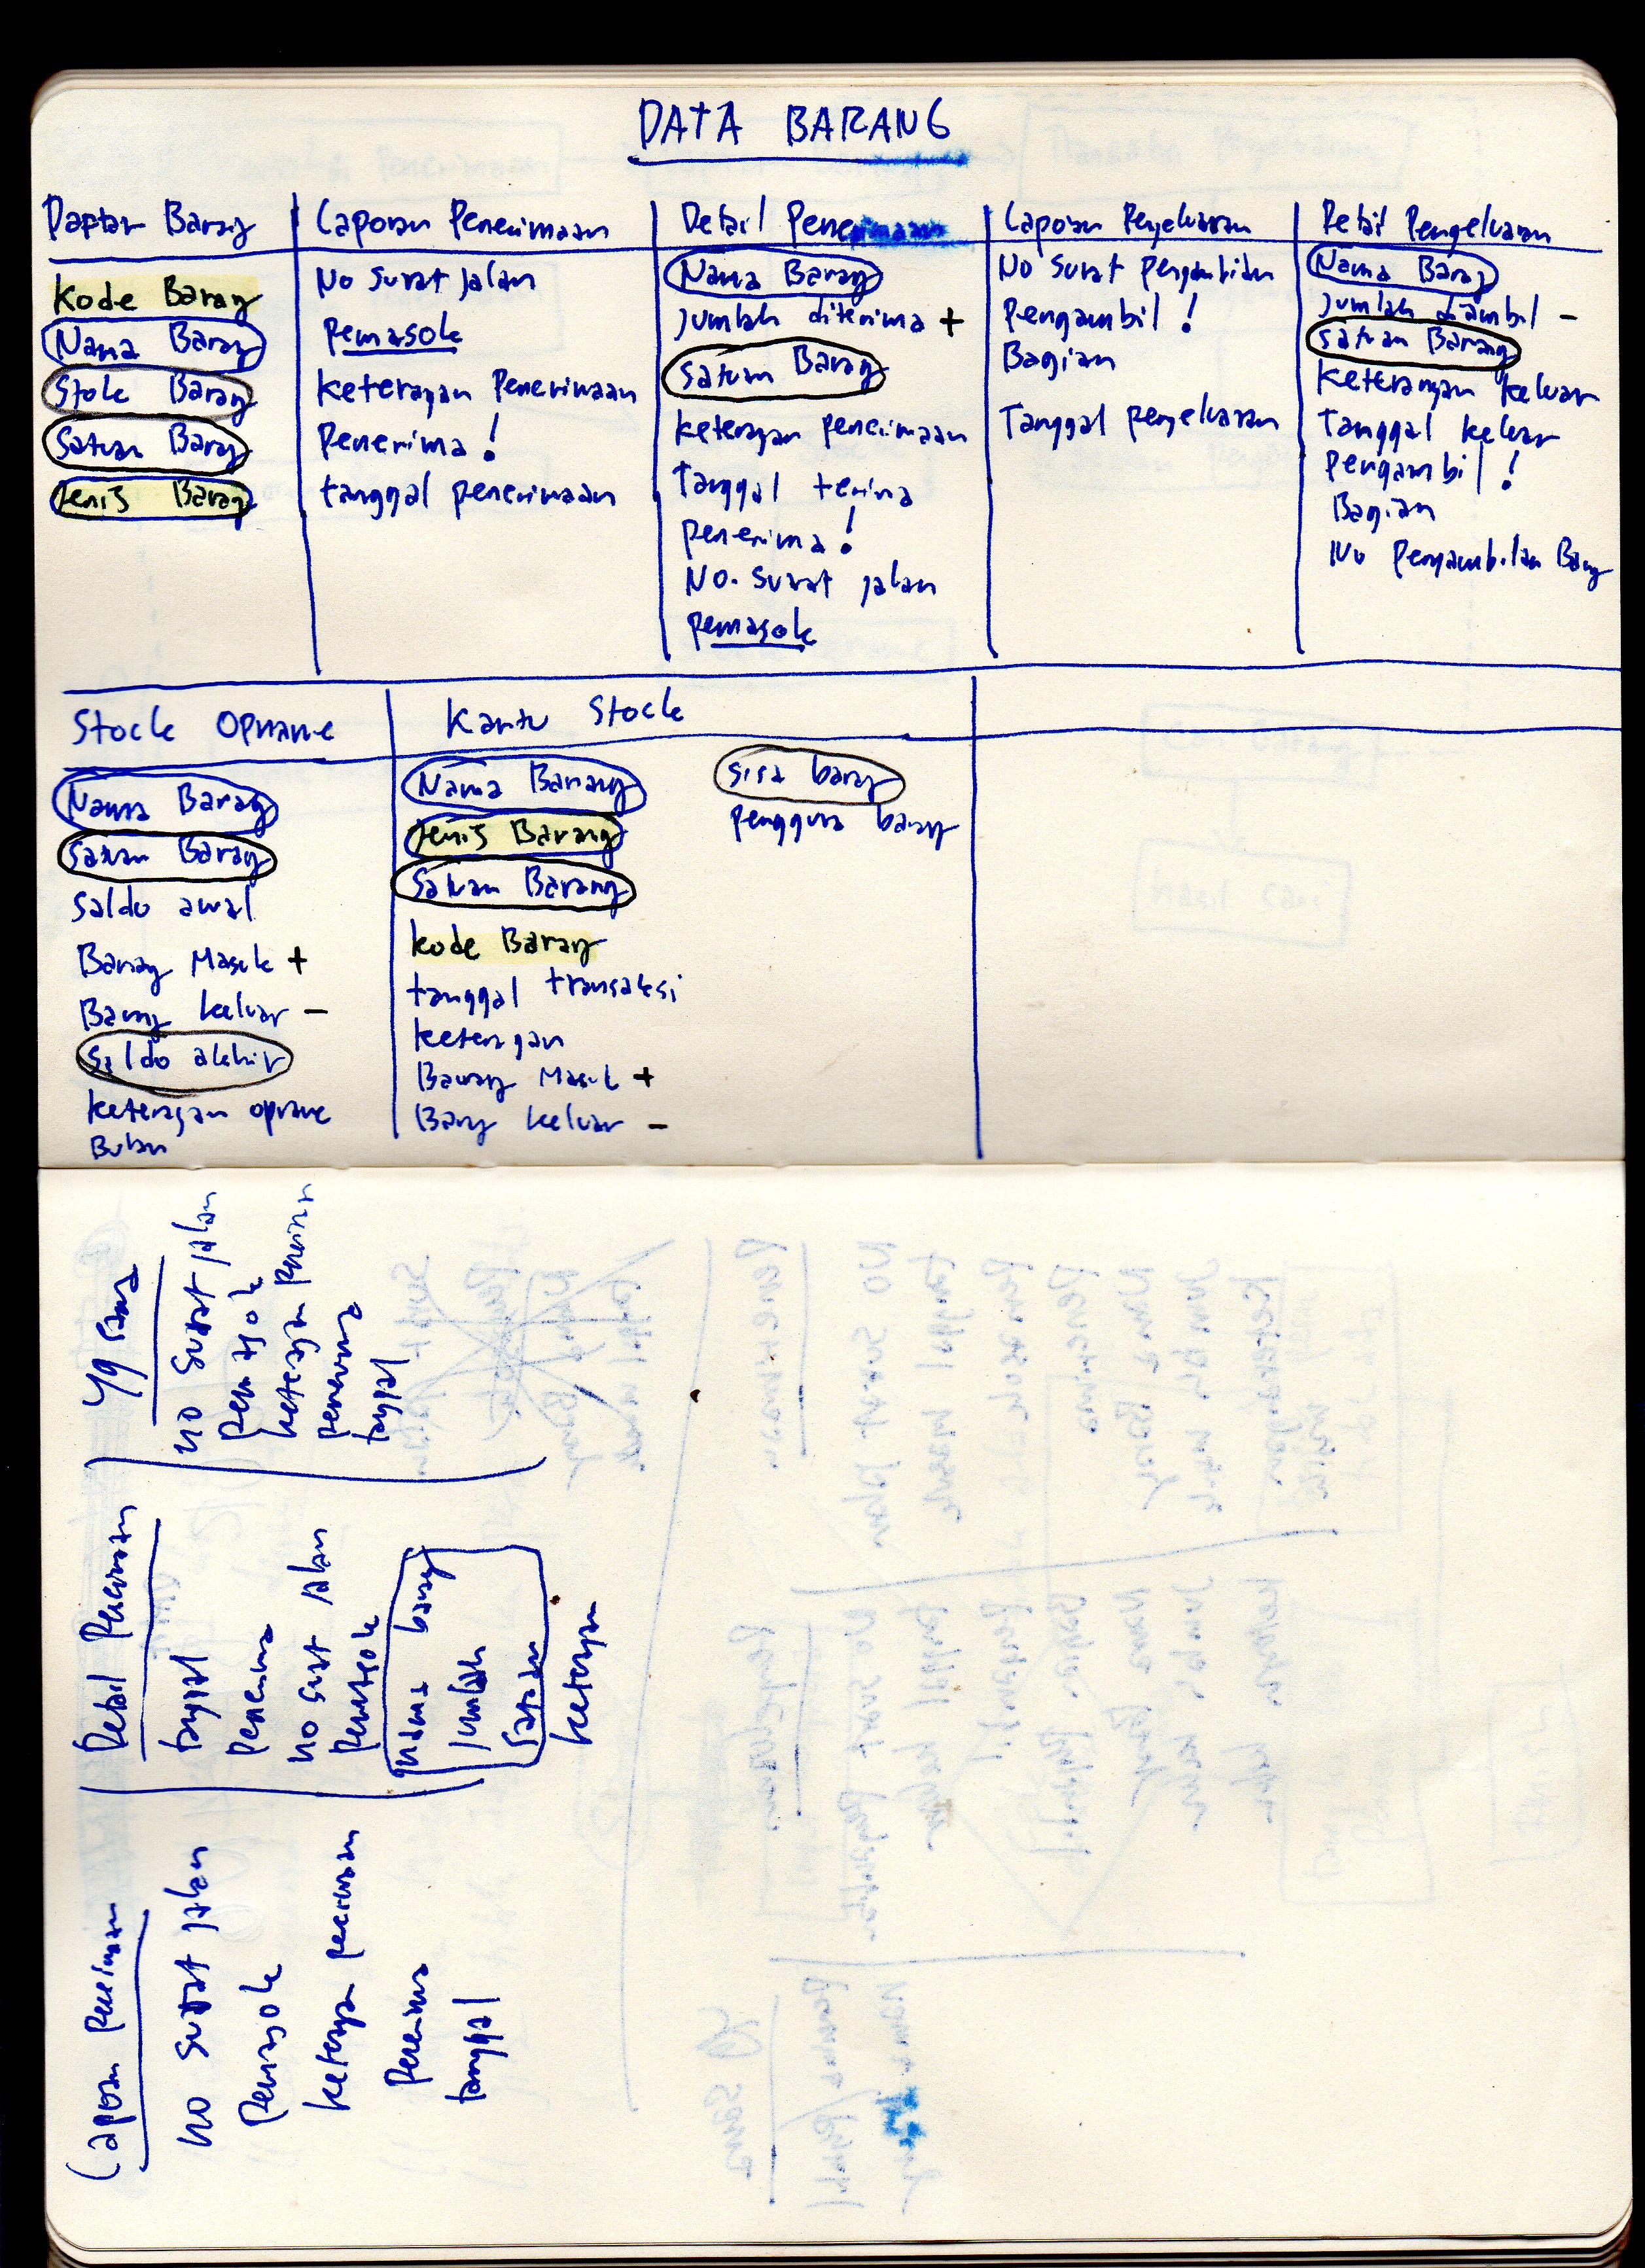 DATA BARANG
Daptar Barang
Kode Barang
Nama Barang
Stok Barang
Satuan Barang
Jenis Barang
Laporan Penerimaan
No Surat jalan
pemasok
keterangan Penerimaan
Penerima !
tanggal penerimaan
Detail Penerimaan
Nama Barang
jumlah diterima +
Satuan Barang
keterangan penerimaan
Tanggal terima
penerima !
No. Surat jalan
pemasok
Laporan Pengeluaran
No Surat pengambilan
Pengambil !
Bagian
Tanggal pengeluaran
Detail Pengeluaran
Nama Barang
jumlah diambil -
Satuan Barang
Keterangan keluar
Tanggal keluar
pengambil !
Bagian
No Pengambilan Barang
Stock Opname
Nama Barang
Satuan Barang
Saldo awal
Barang Masuk +
Barang keluar -
Saldo akhir
keterangan opname
Bulan
Kartu Stock
Nama Barang
Jenis Barang
Satuan Barang
kode Barang
tanggal transaksi
keterangan
Barang Masuk +
Barang keluar -
Sisa barang
pengguna barang
Laporan penerimaan
no surat jalan
Pemasok
keterangan penerimaan
Penerima
tanggal
Detail Penerimaan
tanggal
penerima
no surat jalan
pemasok
nama barang
jumlah
satuan
keterangan
yg sama
no surat jalan
pemasok
keterangan penerimaan
penerima
tanggal